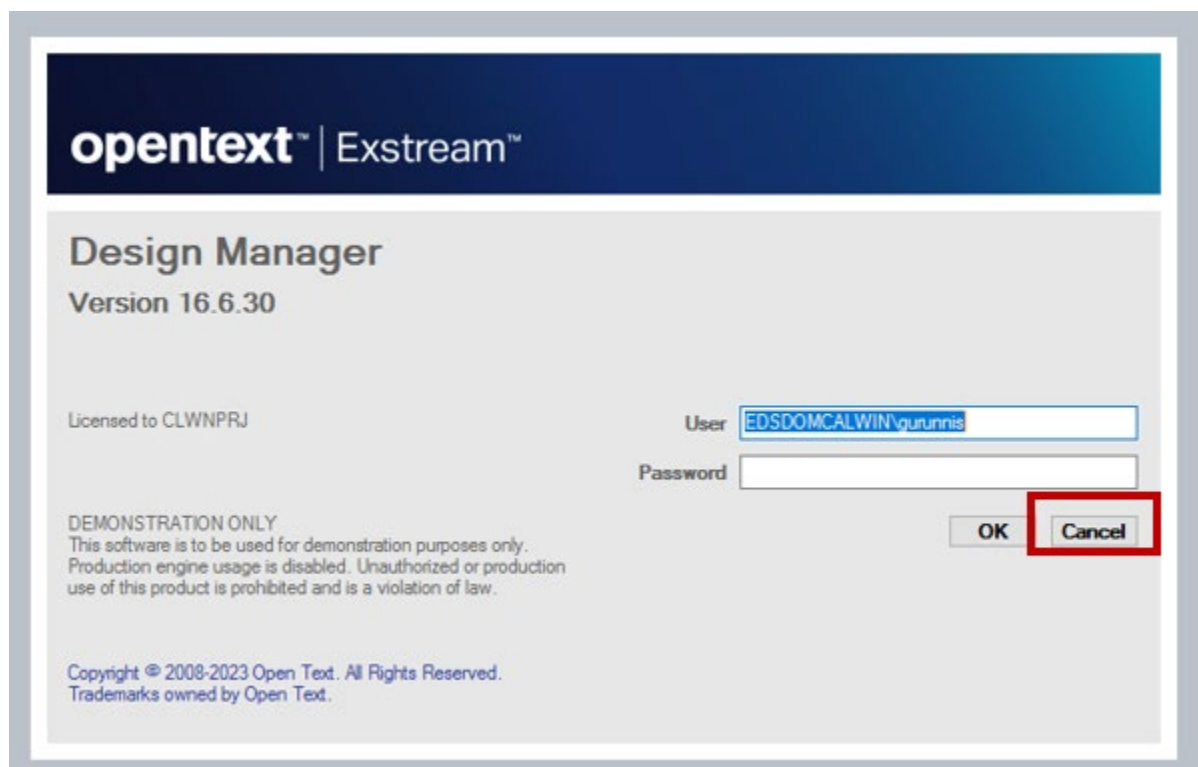 opentext™ | Exstream™
Design Manager
Version 16.6.30
Licensed to CLWNPRJ
User EDSDOMCALWIN\gurunnis
Password
DEMONSTRATION ONLY
This software is to be used for demonstration purposes only.
Production engine usage is disabled. Unauthorized or production
use of this product is prohibited and is a violation of law.
OK Cancel
Copyright © 2008-2023 Open Text. All Rights Reserved.
Trademarks owned by Open Text.